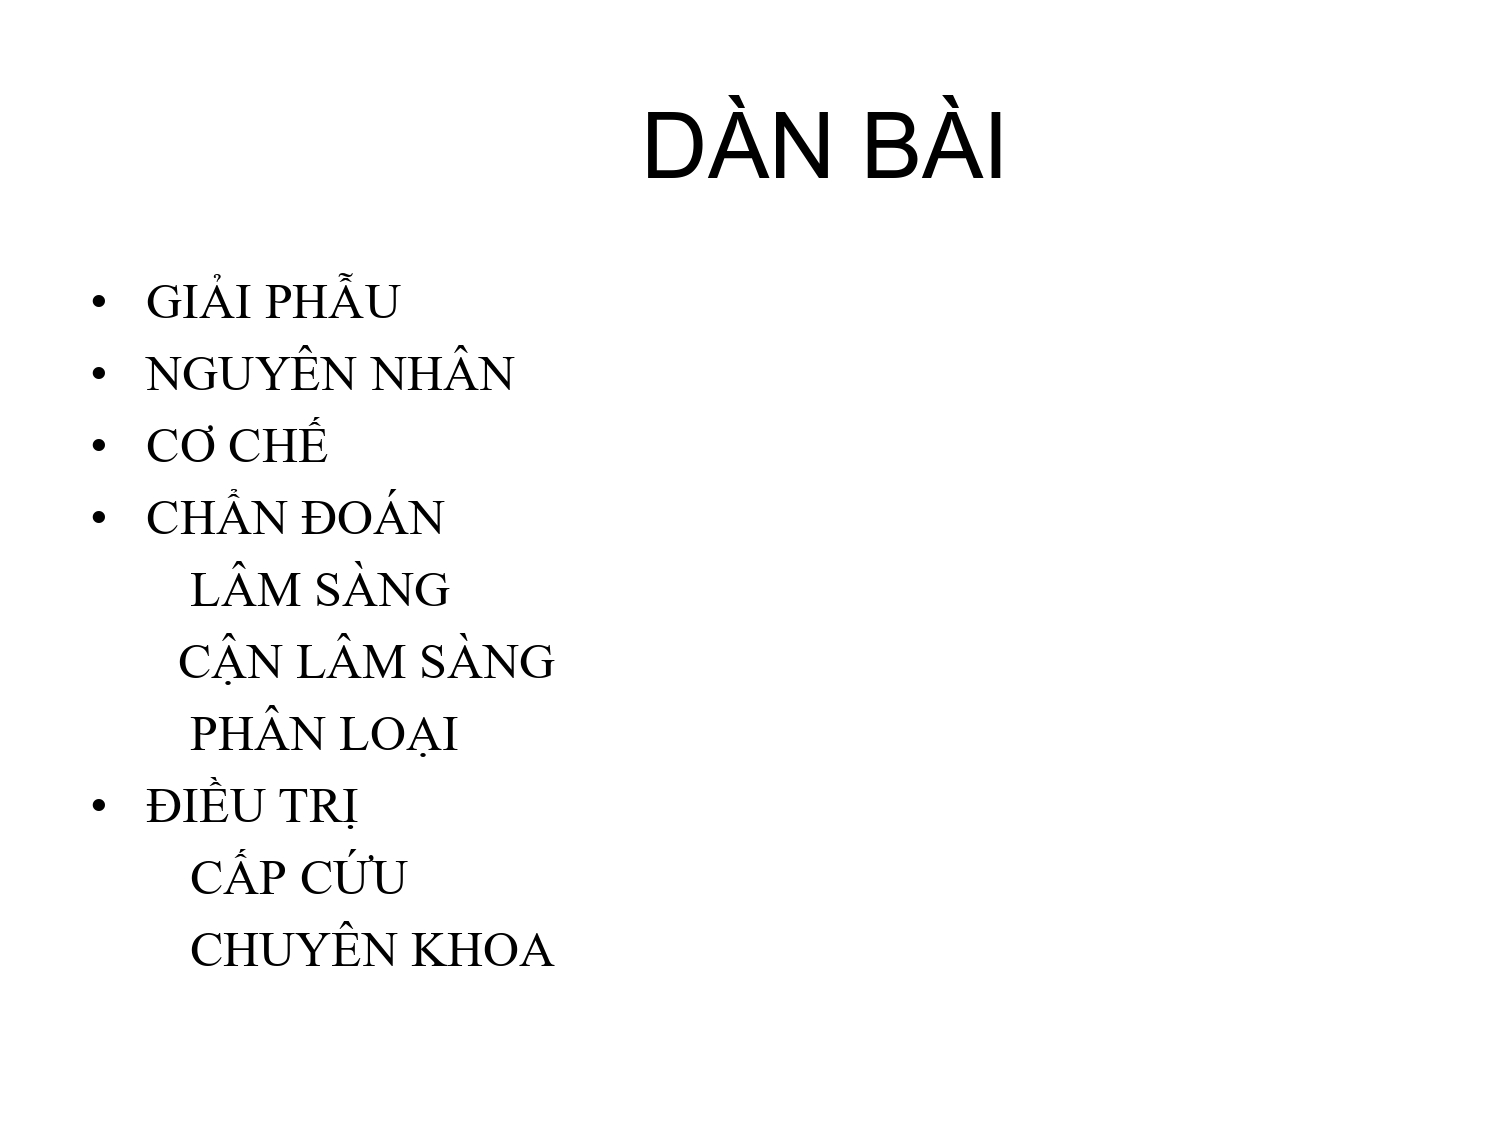 DÀN BÀI
• GIẢI PHẪU
• NGUYÊN NHÂN
• CƠ CHẾ
• CHẨN ĐOÁN
LÂM SÀNG
CẬN LÂM SÀNG
PHÂN LOẠI
• ĐIỀU TRỊ
CẤP CỨU
CHUYÊN KHOA